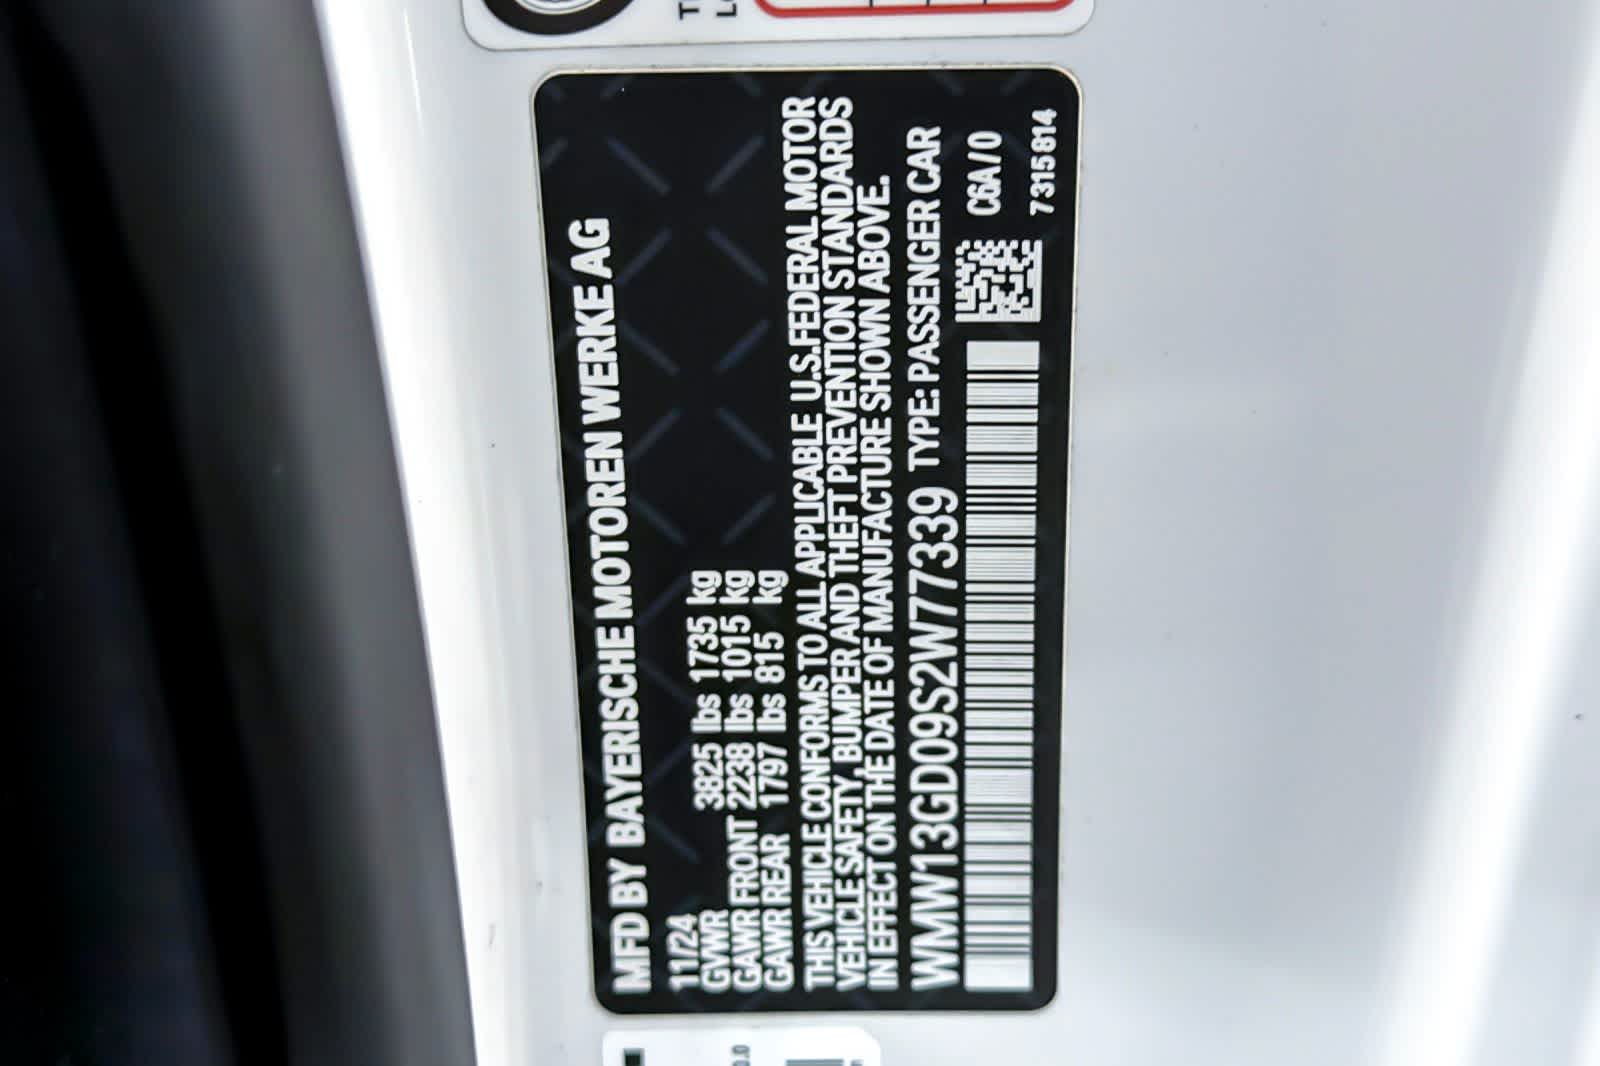 MFD BY BAYERISCHE MOTOREN WERKE AG
11/24
GVWR 3825 lbs 1735 kg
GAWR FRONT 2238 lbs 1015 kg
GAWR REAR 1797 lbs 815 kg
THIS VEHICLE CONFORMS TO ALL APPLICABLE U.S.FEDERAL MOTOR
VEHICLE SAFETY, BUMPER AND THEFT PREVENTION STANDARDS
IN EFFECT ON THE DATE OF MANUFACTURE SHOWN ABOVE.
WMW13GD09S2W77339 TYPE: PASSENGER CAR
C6A/0
7315814